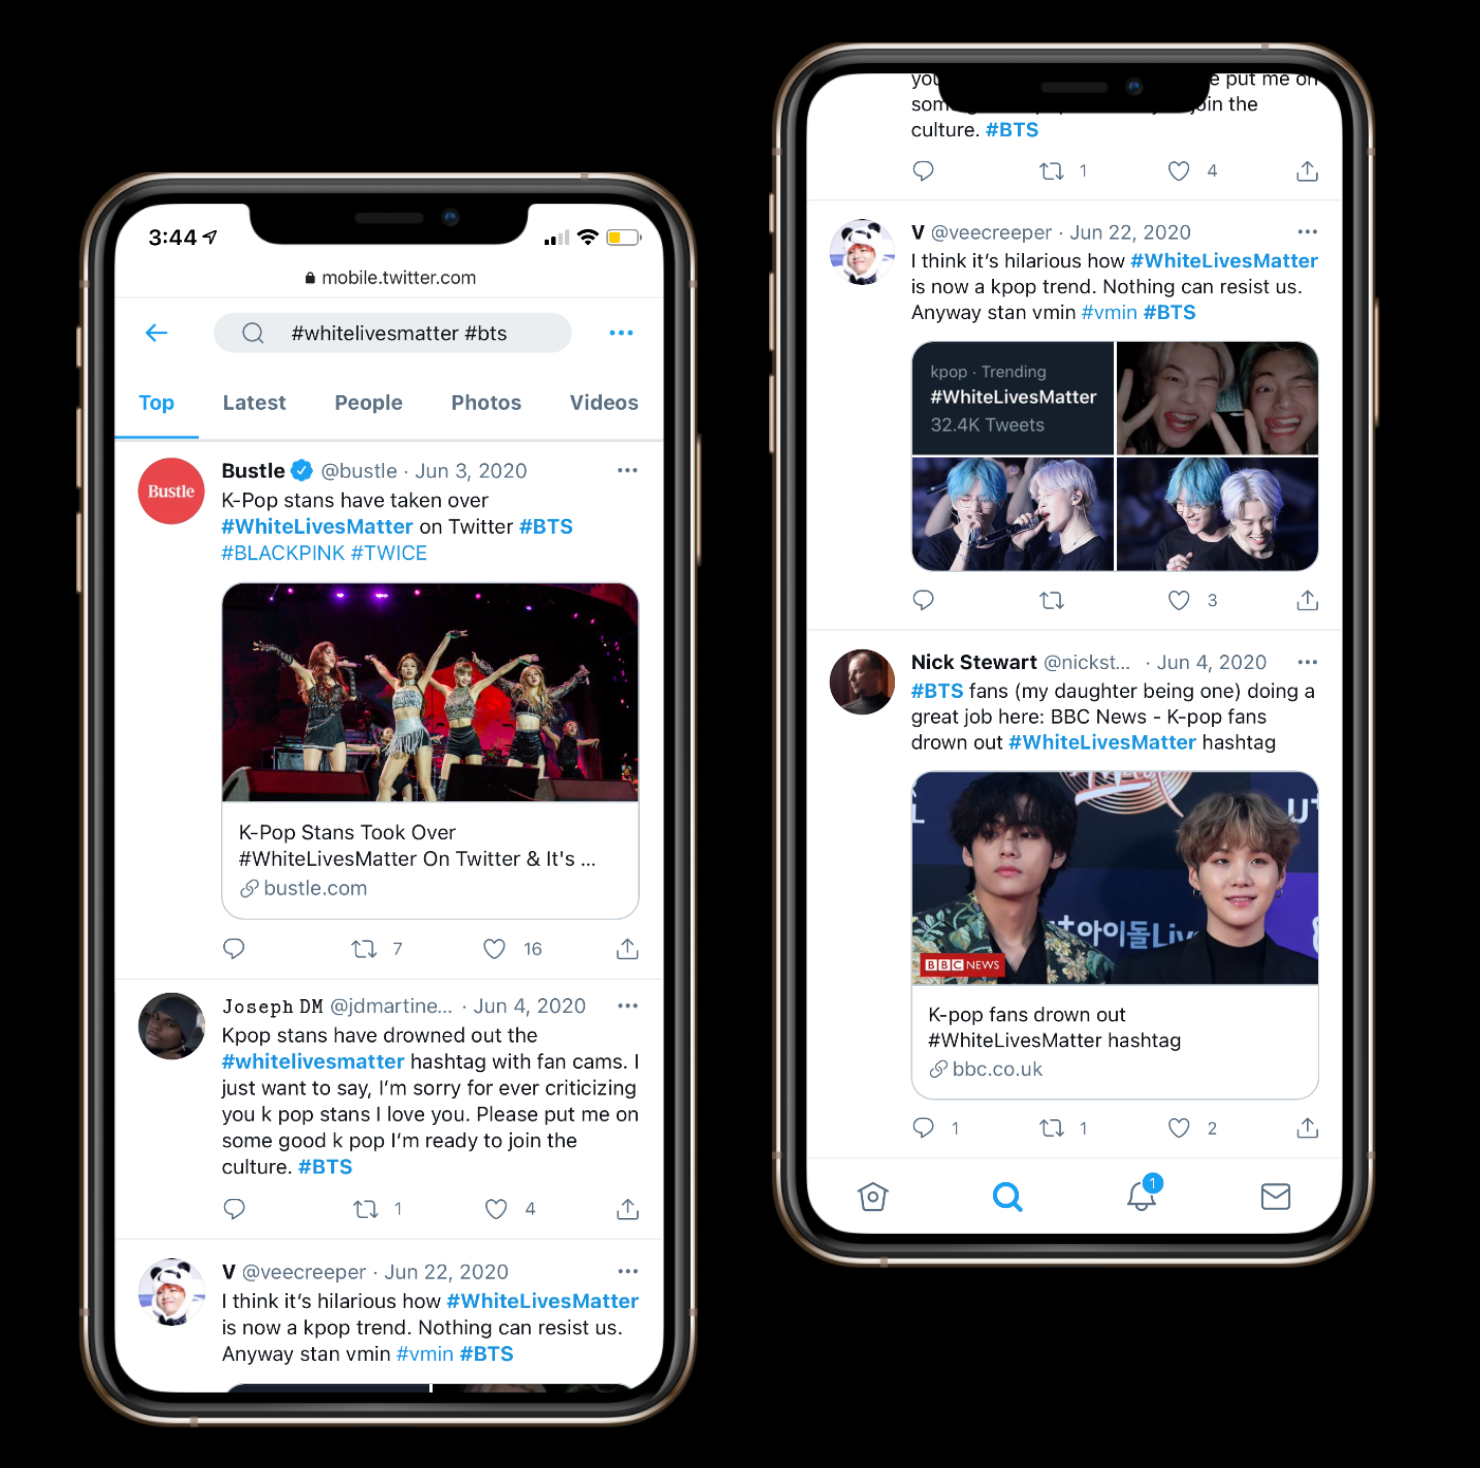 3:44
mobile.twitter.com
#whitelivesmatter #bts
Top Latest People Photos Videos
Bustle
Bustle @bustle · Jun 3, 2020
K-Pop stans have taken over
#WhiteLivesMatter on Twitter #BTS
#BLACKPINK #TWICE
K-Pop Stans Took Over
#WhiteLivesMatter On Twitter & It's ...
bustle.com
7 16
Joseph DM @jdmartine... · Jun 4, 2020
Kpop stans have drowned out the
#whitelivesmatter hashtag with fan cams. I
just want to say, I'm sorry for ever criticizing
you k pop stans I love you. Please put me on
some good k pop I'm ready to join the
culture. #BTS
1 4
V @veecreeper · Jun 22, 2020
I think it's hilarious how #WhiteLivesMatter
is now a kpop trend. Nothing can resist us.
Anyway stan vmin #vmin #BTS
put me on
join the
culture. #BTS
1 4
V @veecreeper · Jun 22, 2020
I think it's hilarious how #WhiteLivesMatter
is now a kpop trend. Nothing can resist us.
Anyway stan vmin #vmin #BTS
kpop · Trending
#WhiteLivesMatter
32.4K Tweets
3
Nick Stewart @nickst... · Jun 4, 2020
#BTS fans (my daughter being one) doing a
great job here: BBC News - K-pop fans
drown out #WhiteLivesMatter hashtag
아이돌Liv
BBC NEWS
K-pop fans drown out
#WhiteLivesMatter hashtag
bbc.co.uk
1 1 2
1